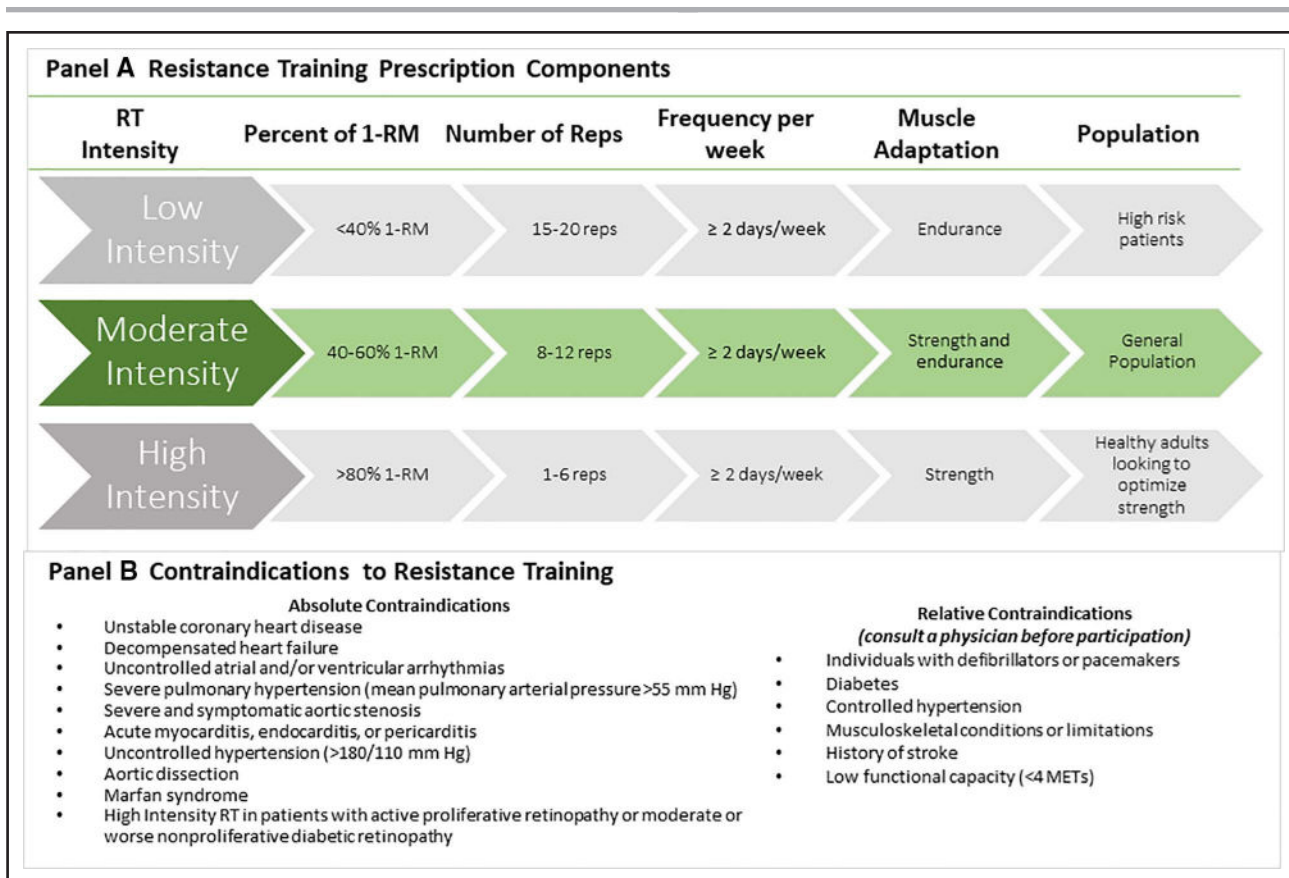 Panel A Resistance Training Prescription Components
RT
Intensity
Percent of 1-RM
Number of Reps
Frequency per
week
Muscle
Adaptation
Population
Low
Intensity
<40% 1-RM
15-20 reps
≥ 2 days/week
Endurance
High risk
patients
Moderate
Intensity
40-60% 1-RM
8-12 reps
≥ 2 days/week
Strength and
endurance
General
Population
High
Intensity
>80% 1-RM
1-6 reps
≥ 2 days/week
Strength
Healthy adults
looking to
optimize
strength
Panel B Contraindications to Resistance Training
Absolute Contraindications
• Unstable coronary heart disease
• Decompensated heart failure
• Uncontrolled atrial and/or ventricular arrhythmias
• Severe pulmonary hypertension (mean pulmonary arterial pressure >55 mm Hg)
• Severe and symptomatic aortic stenosis
• Acute myocarditis, endocarditis, or pericarditis
• Uncontrolled hypertension (>180/110 mm Hg)
• Aortic dissection
• Marfan syndrome
• High Intensity RT in patients with active proliferative retinopathy or moderate or
worse nonproliferative diabetic retinopathy
Relative Contraindications
(consult a physician before participation)
• Individuals with defibrillators or pacemakers
• Diabetes
• Controlled hypertension
• Musculoskeletal conditions or limitations
• History of stroke
• Low functional capacity (<4 METs)